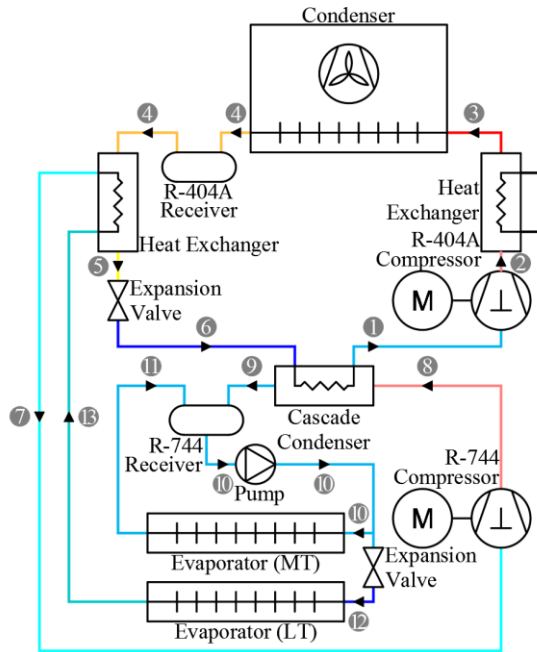 Condenser
4
4
3
R-404A
Receiver
Heat
Exchanger
Heat Exchanger
R-404A
Compressor
5
2
M
Expansion
Valve
6
1
11
9
8
7
13
Cascade
Condenser
R-744
Receiver
10
Pump
10
R-744
Compressor
M
10
Evaporator (MT)
Expansion
Valve
12
Evaporator (LT)